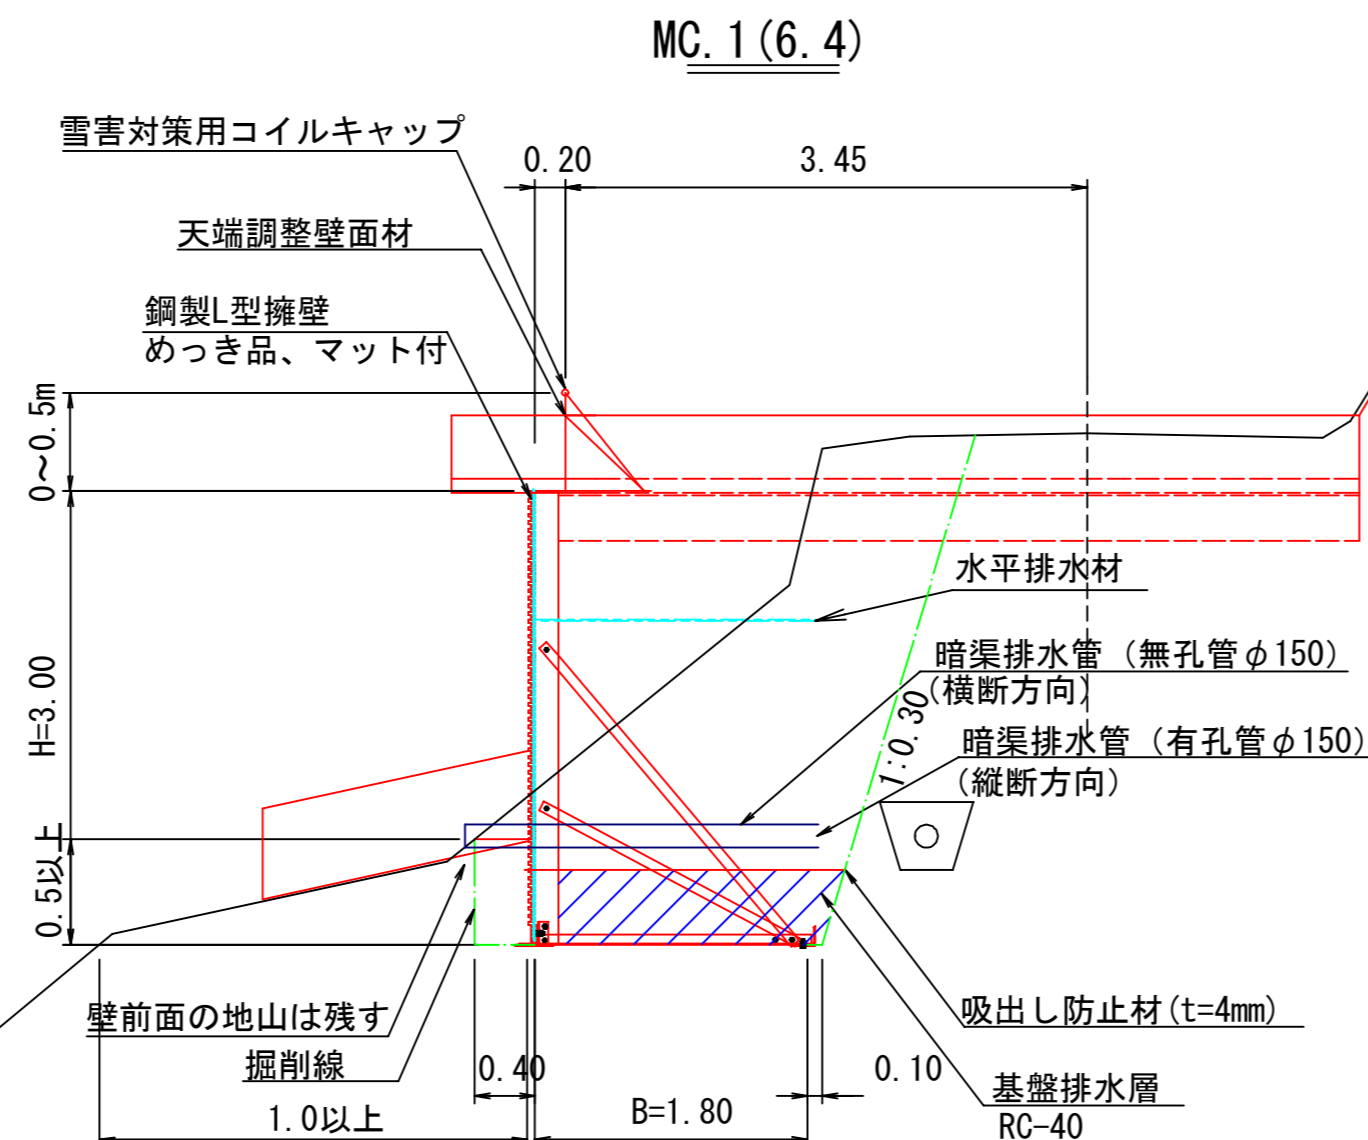 MC.1(6.4)
雪害対策用コイルキャップ
0.20
3.45
天端調整壁面材
鋼製L型擁壁
めっき品、マット付
0～0.5m
H=3.00
0.5以上
水平排水材
暗渠排水管（無孔管φ150）
(横断方向)
1:0.30
暗渠排水管（有孔管φ150）
(縦断方向)
壁前面の地山は残す
掘削線
0.40
1.0以上
B=1.80
0.10
吸出し防止材(t=4mm)
基盤排水層
RC-40